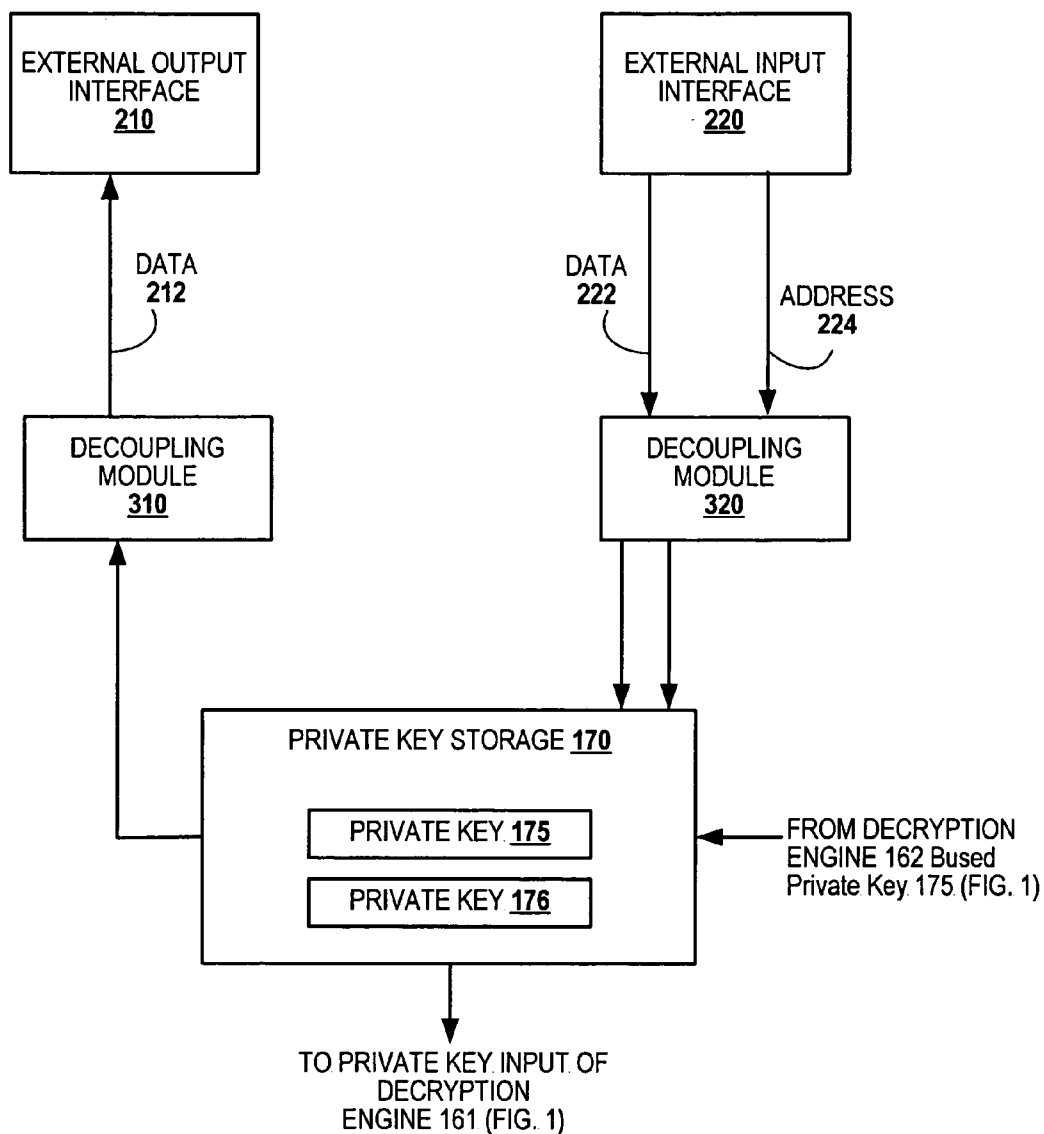 EXTERNAL OUTPUT
INTERFACE
210
EXTERNAL INPUT
INTERFACE
220
DATA
212
DATA
222
ADDRESS
224
DECOUPLING
MODULE
310
DECOUPLING
MODULE
320
PRIVATE KEY STORAGE 170
PRIVATE KEY 175
PRIVATE KEY 176
FROM DECRYPTION
ENGINE 162 Bused
Private Key 175 (FIG. 1)
TO PRIVATE KEY INPUT OF
DECRYPTION
ENGINE 161 (FIG. 1)